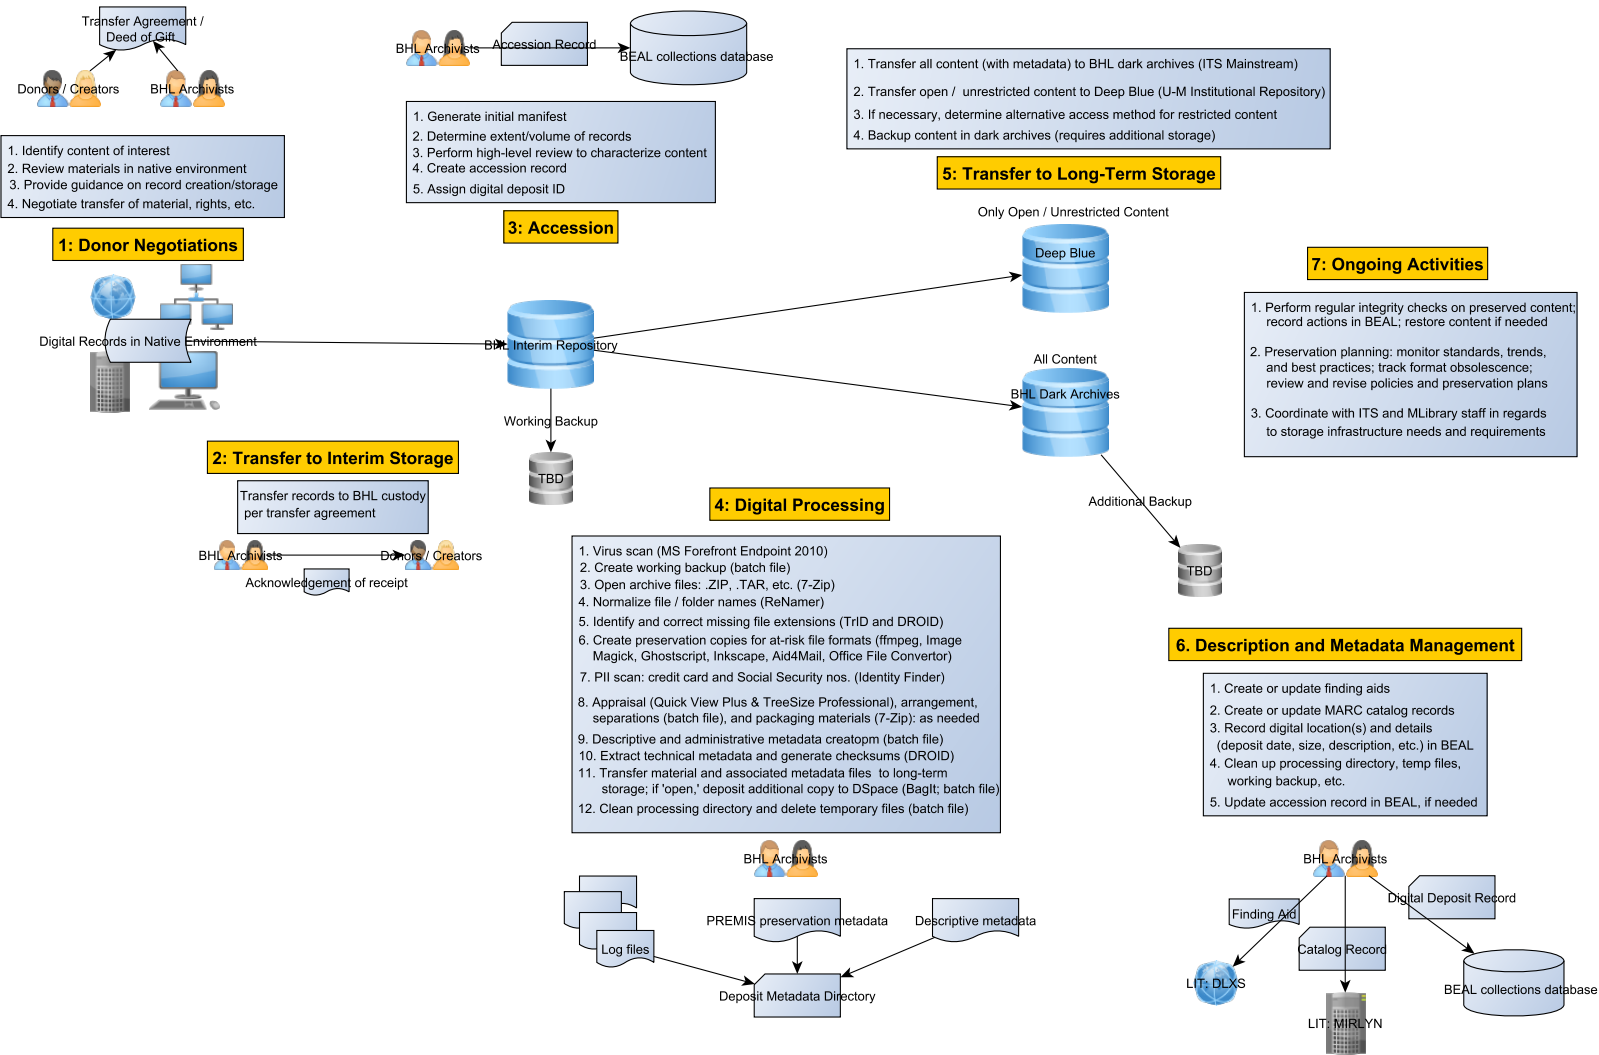 Transfer Agreement /
Deed of Gift
Donors / Creators
BHL Archivists
1. Identify content of interest
2. Review materials in native environment
3. Provide guidance on record creation/storage
4. Negotiate transfer of material, rights, etc.
1: Donor Negotiations
Digital Records in Native Environment
2: Transfer to Interim Storage
Transfer records to BHL custody
per transfer agreement
BHL Archivists
Donors / Creators
Acknowledgement of receipt
BHL Archivists
Accession Record
BEAL collections database
1. Generate initial manifest
2. Determine extent/volume of records
3. Perform high-level review to characterize content
4. Create accession record
5. Assign digital deposit ID
3: Accession
BHL Interim Repository
Working Backup
TBD
4: Digital Processing
1. Virus scan (MS Forefront Endpoint 2010)
2. Create working backup (batch file)
3. Open archive files: .ZIP, .TAR, etc. (7-Zip)
4. Normalize file / folder names (ReNamer)
5. Identify and correct missing file extensions (TrID and DROID)
6. Create preservation copies for at-risk file formats (ffmpeg, Image
Magick, Ghostscript, Inkscape, Aid4Mail, Office File Convertor)
7. PII scan: credit card and Social Security nos. (Identity Finder)
8. Appraisal (Quick View Plus & TreeSize Professional), arrangement,
separations (batch file), and packaging materials (7-Zip): as needed
9. Descriptive and administrative metadata creatopm (batch file)
10. Extract technical metadata and generate checksums (DROID)
11. Transfer material and associated metadata files to long-term
storage; if 'open,' deposit additional copy to DSpace (BagIt; batch file)
12. Clean processing directory and delete temporary files (batch file)
BHL Archivists
Log files
PREMIS preservation metadata
Descriptive metadata
Deposit Metadata Directory
1. Transfer all content (with metadata) to BHL dark archives (ITS Mainstream)
2. Transfer open / unrestricted content to Deep Blue (U-M Institutional Repository)
3. If necessary, determine alternative access method for restricted content
4. Backup content in dark archives (requires additional storage)
5: Transfer to Long-Term Storage
Only Open / Unrestricted Content
Deep Blue
All Content
BHL Dark Archives
Additional Backup
TBD
7: Ongoing Activities
1. Perform regular integrity checks on preserved content;
record actions in BEAL; restore content if needed
2. Preservation planning: monitor standards, trends,
and best practices; track format obsolescence;
review and revise policies and preservation plans
3. Coordinate with ITS and MLibrary staff in regards
to storage infrastructure needs and requirements
6. Description and Metadata Management
1. Create or update finding aids
2. Create or update MARC catalog records
3. Record digital location(s) and details
(deposit date, size, description, etc.) in BEAL
4. Clean up processing directory, temp files,
working backup, etc.
5. Update accession record in BEAL, if needed
BHL Archivists
Finding Aid
Catalog Record
Digital Deposit Record
LIT: DLXS
LIT: MIRLYN
BEAL collections database